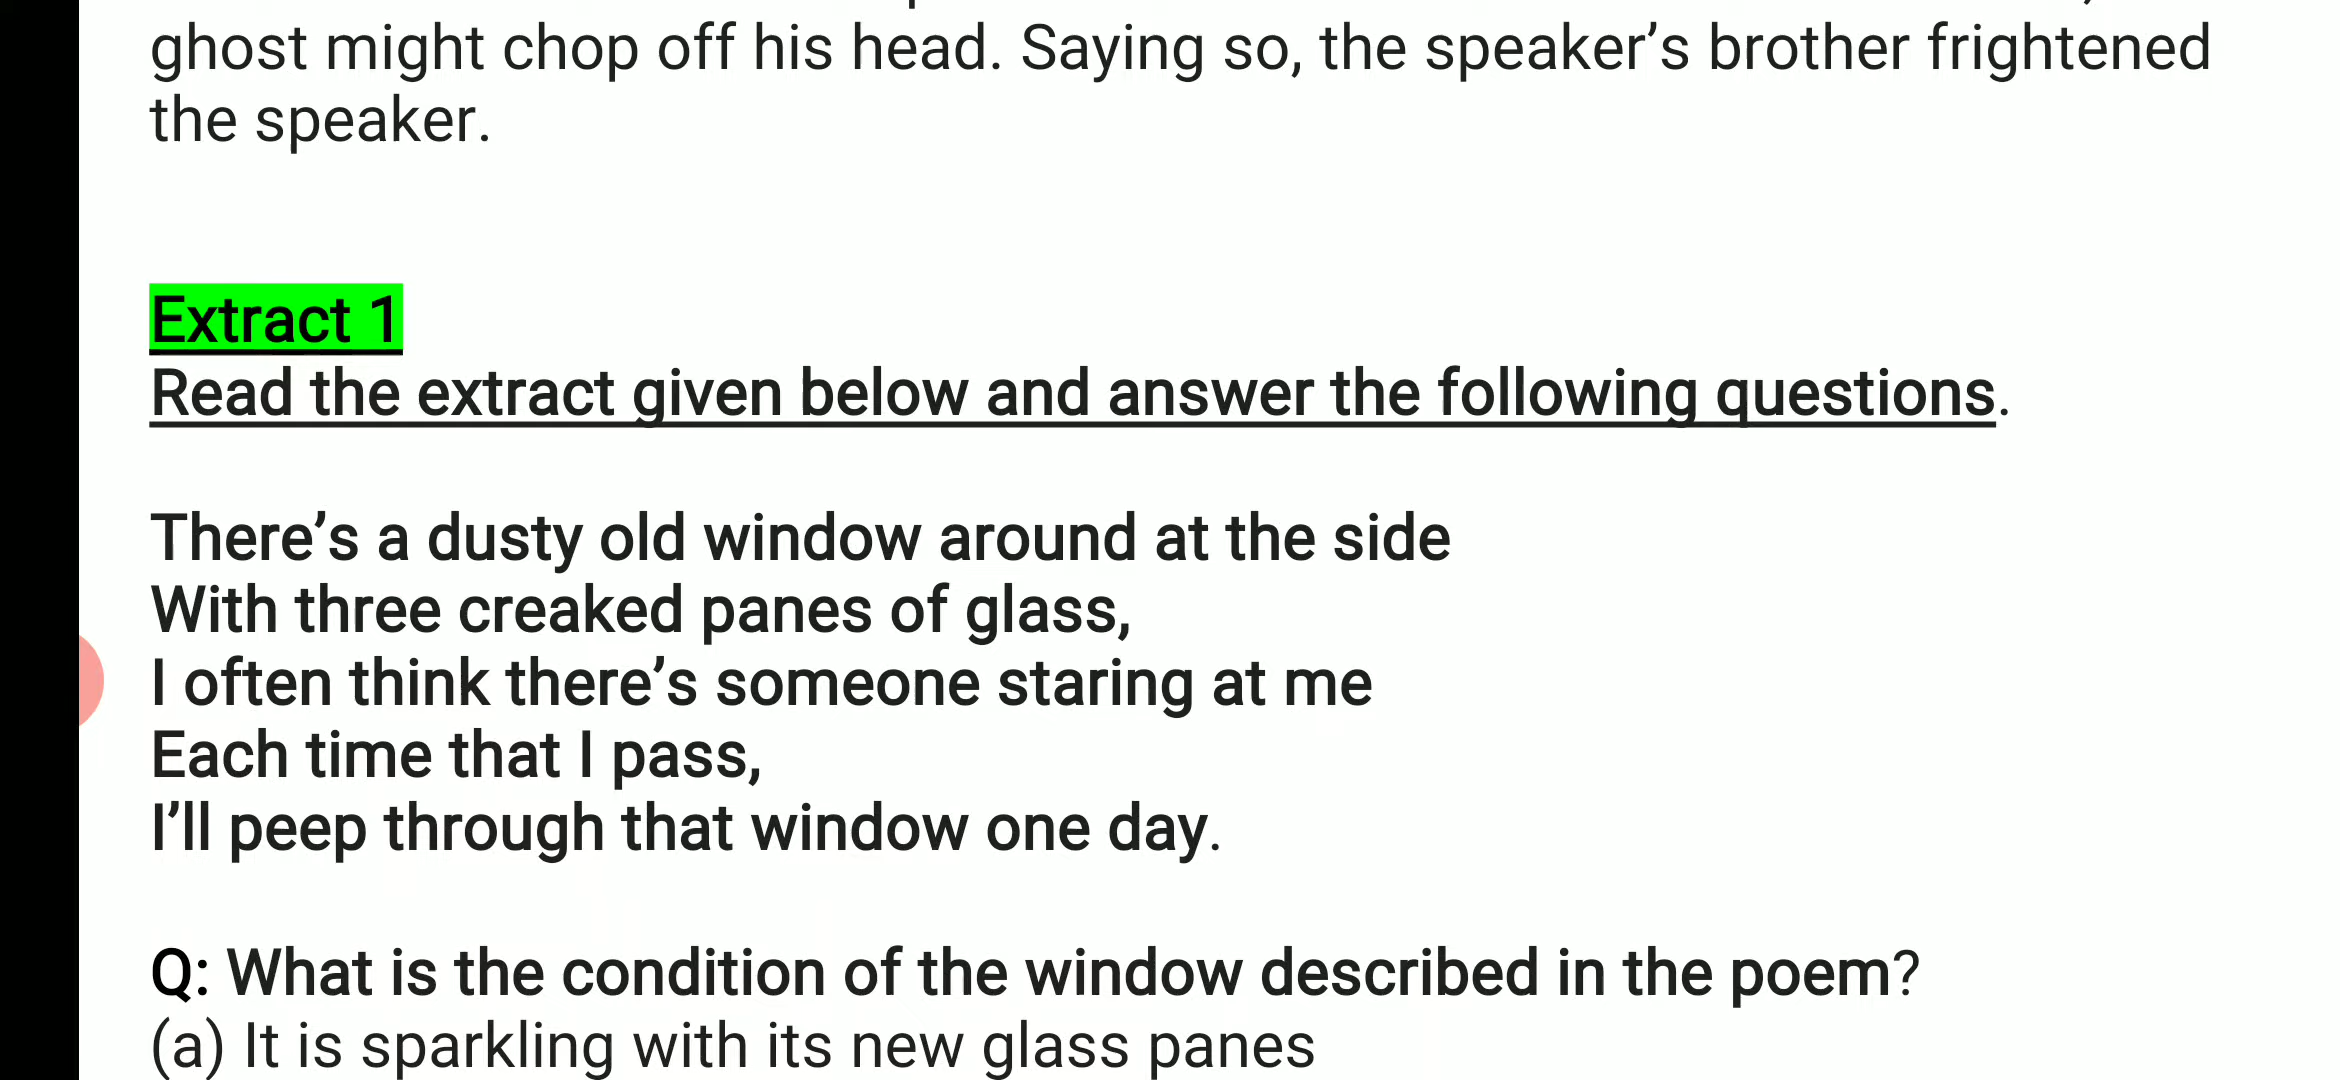 ghost might chop off his head. Saying so, the speaker’s brother frightened
the speaker.
Extract 1
Read the extract given below and answer the following questions.
There’s a dusty old window around at the side
With three creaked panes of glass,
I often think there’s someone staring at me
Each time that I pass,
I’ll peep through that window one day.
Q: What is the condition of the window described in the poem?
(a) It is sparkling with its new glass panes